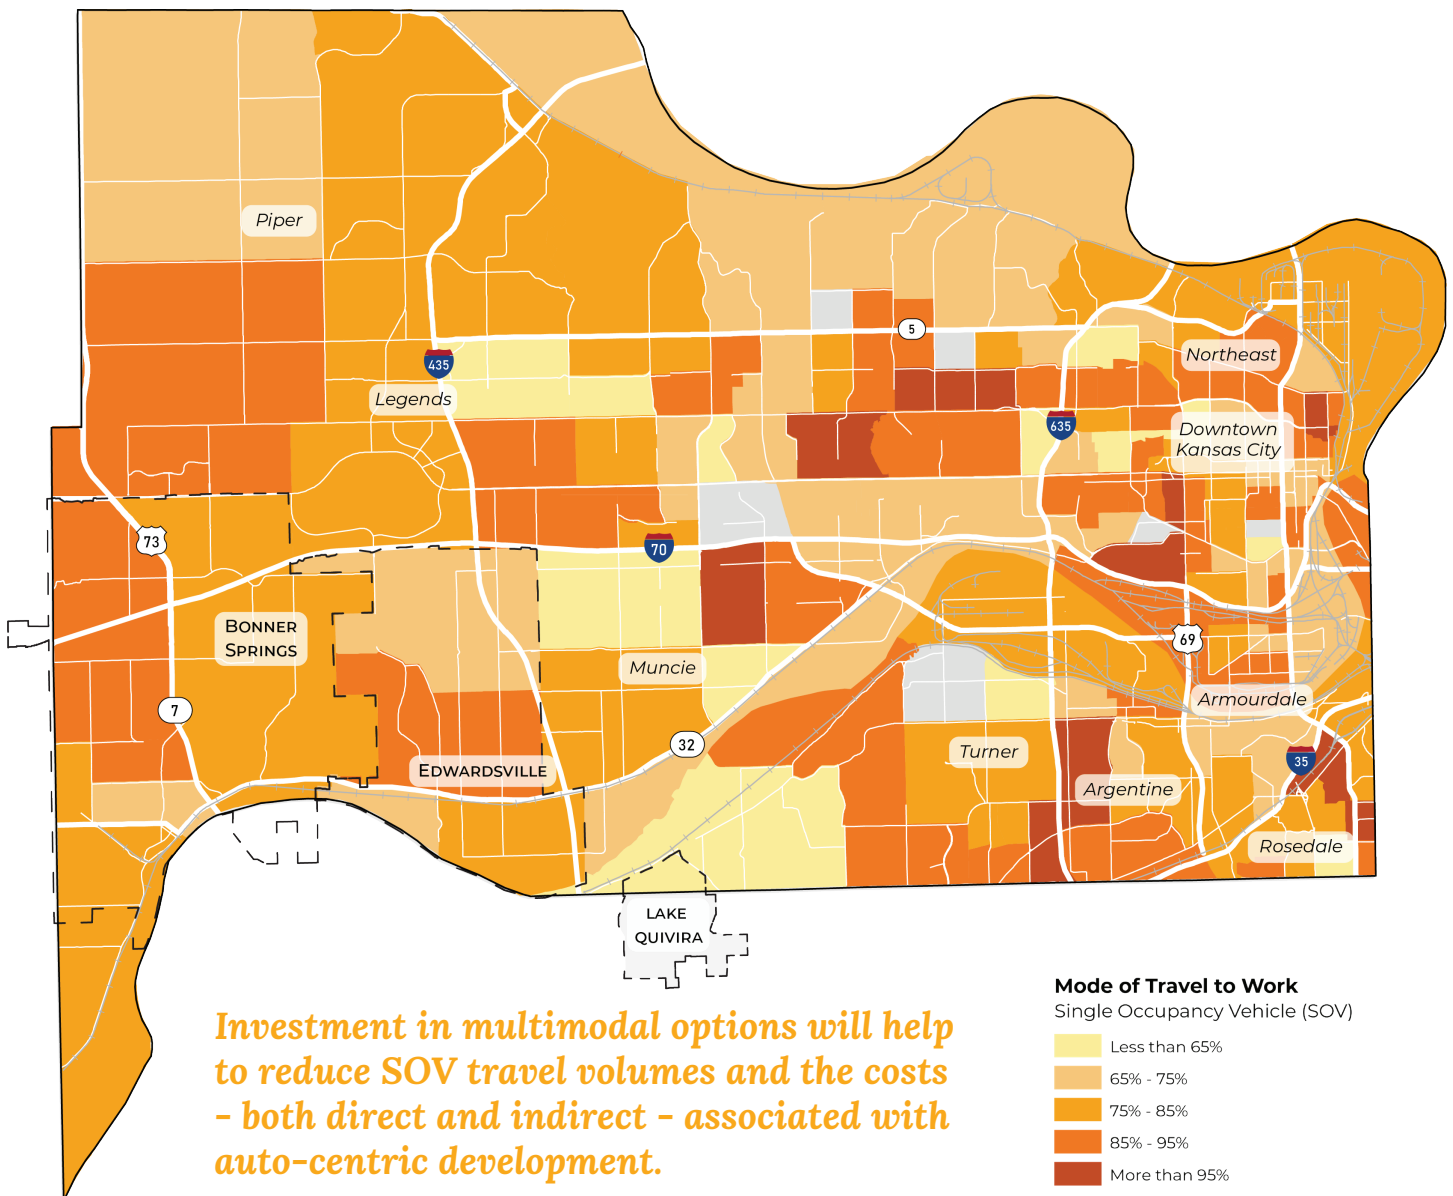 Piper
5
435
Legends
Northeast
635
Downtown
Kansas City
73
70
BONNER
SPRINGS
69
Muncie
7
Armourdale
32
Turner
EDWARDSVILLE
35
Argentine
Rosedale
LAKE
QUIVIRA
Investment in multimodal options will help
to reduce SOV travel volumes and the costs
- both direct and indirect - associated with
auto-centric development.
Mode of Travel to Work
Single Occupancy Vehicle (SOV)
Less than 65%
65% - 75%
75% - 85%
85% - 95%
More than 95%